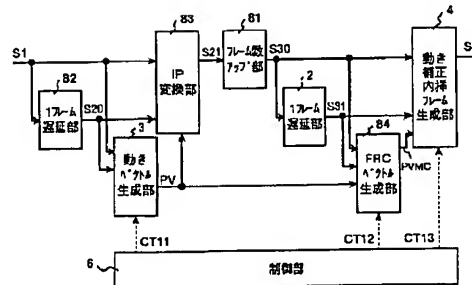 83
81
4
S1
S21
S30
S
82
IP
変換部
フレーム数
アップ部
動き
補正
内挿
フレーム
生成部
1フレーム
遅延部
S20
3
2
1フレーム
遅延部
S31
84
動き
ベクトル
生成部
PV
FRC
ベクトル
生成部
PVMC
CT11
CT12
CT13
6
制御部